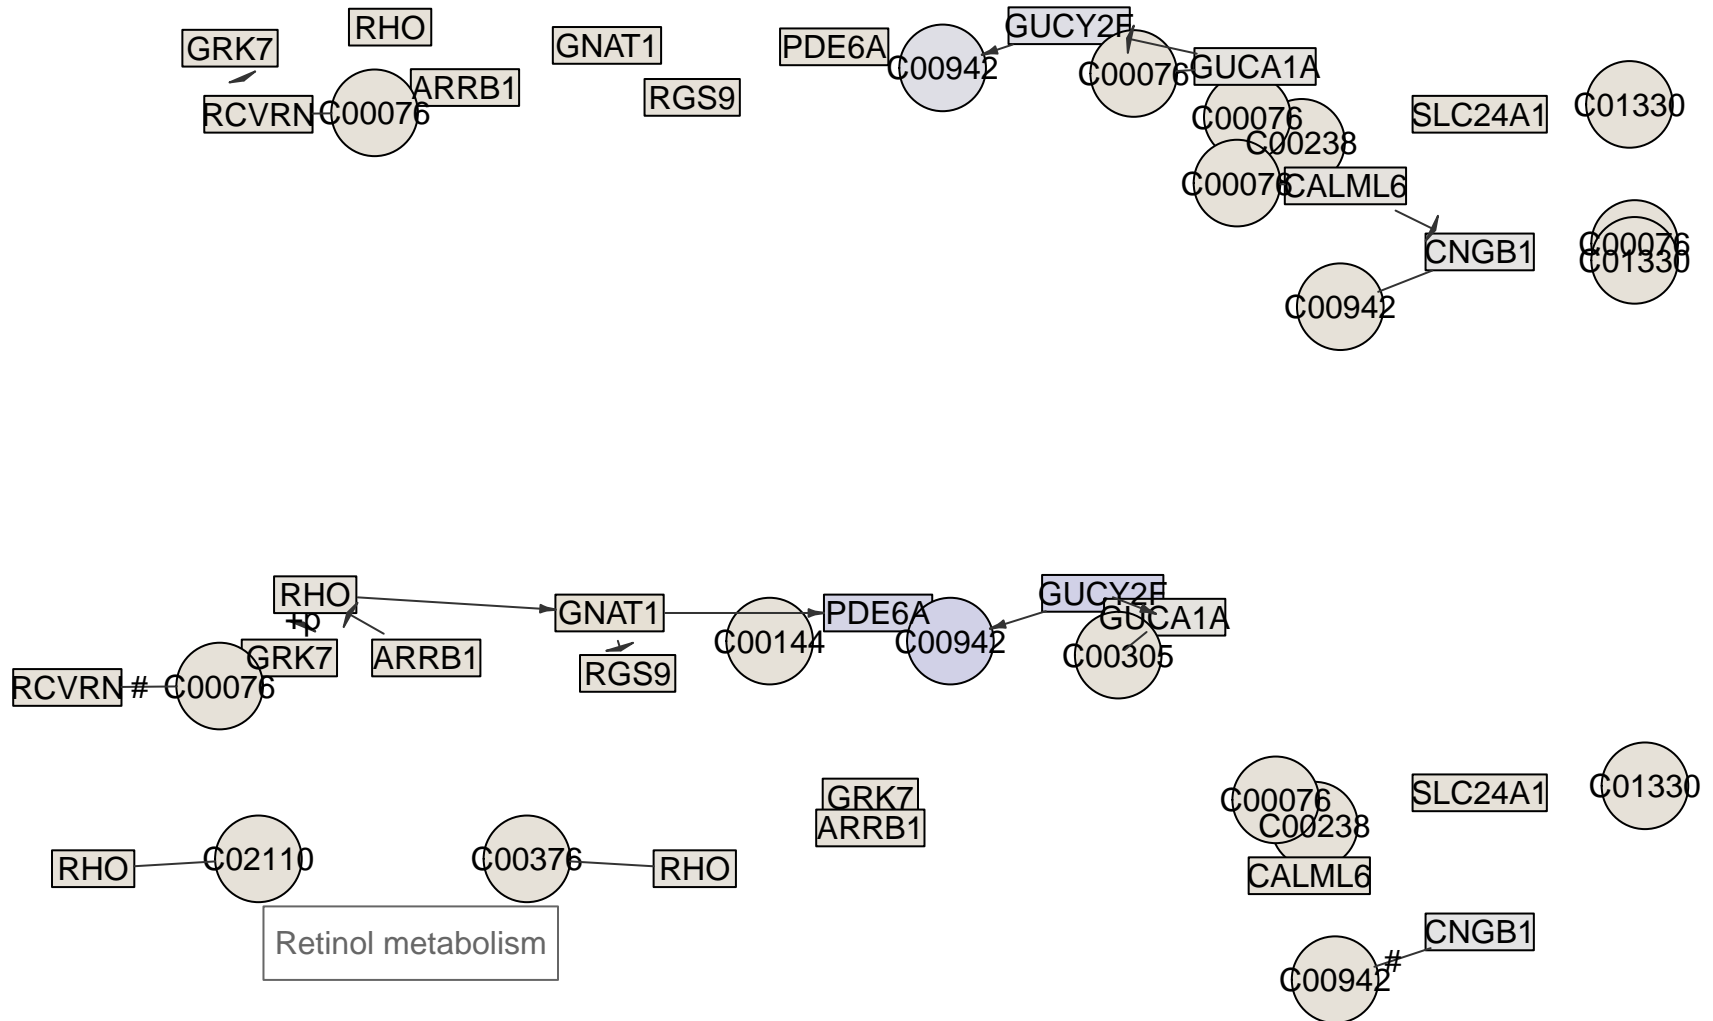 RHO
GRK7
GNAT1
PDE6A
GUCY2F
C00942
C00076
GUCA1A
ARRB1
RGS9
RCVRN
C00076
C00076
SLC24A1
C01330
C00238
C00076
CALML6
C00076
CNGB1
C01330
C00942
RHO
+p
GNAT1
PDE6A
GUCY2F
GUCA1A
GRK7
ARRB1
RGS9
C00144
C00942
C00305
RCVRN
#
C00076
GRK7
ARRB1
C00076
C00238
SLC24A1
C01330
RHO
C02110
C00376
RHO
CALML6
Retinol metabolism
CNGB1
#
C00942